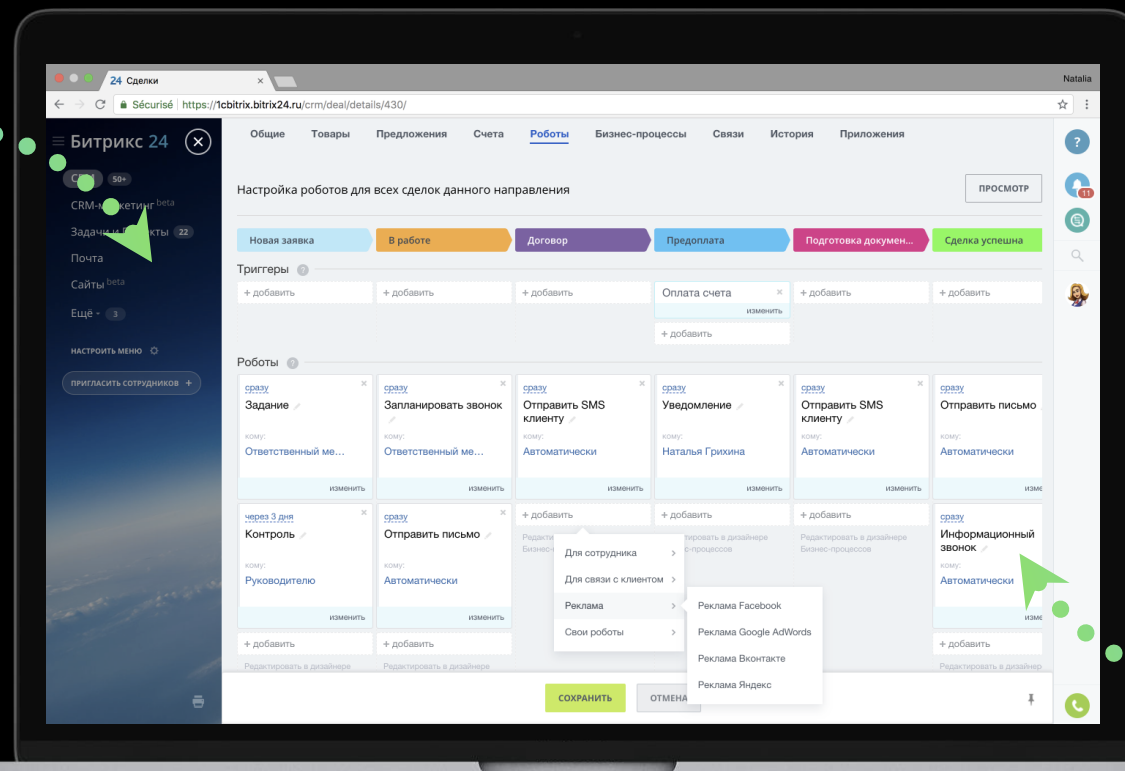 24 Сделки
Natalia
Sécurisé https://1cbitrix.bitrix24.ru/crm/deal/details/430/
Битрикс 24
50+
beta
22
Почта
Сайты beta
Ещё - 3
НАСТРОИТЬ МЕНЮ
ПРИГЛАСИТЬ СОТРУДНИКОВ +
Общие Товары Предложения Счета Роботы Бизнес-процессы Связи История Приложения
Настройка роботов для всех сделок данного направления
ПРОСМОТР
11
Новая заявка В работе Договор Предоплата Подготовка докумен... Сделка успешна
Триггеры ?
+ добавить + добавить + добавить Оплата счета + добавить + добавить
изменить
+ добавить
Роботы ?
сразу сразу сразу сразу сразу сразу
Задание Запланировать звонок Отправить SMS клиенту Уведомление Отправить SMS клиенту Отправить письмо
кому: кому: кому: кому: кому: кому:
Ответственный ме... Ответственный ме... Автоматически Наталья Грихина Автоматически Автоматически
изменить изменить изменить изменить изменить изме
через 3 дня сразу + добавить + добавить + добавить сразу
Контроль Отправить письмо Информационный звонок
Редактировать в дизайнере
Бизнес-процессов
кому: кому: кому:
Руководителю Автоматически Автоматически
изменить изменить изме
+ добавить + добавить + добавить
Редактировать в дизайнере Редактировать в дизайнере Редактировать в дизайнер
Для сотрудника
Для связи с клиентом
Реклама
Свои роботы
Реклама Facebook
Реклама Google AdWords
Реклама Вконтакте
Реклама Яндекс
СОХРАНИТЬ ОТМЕНА